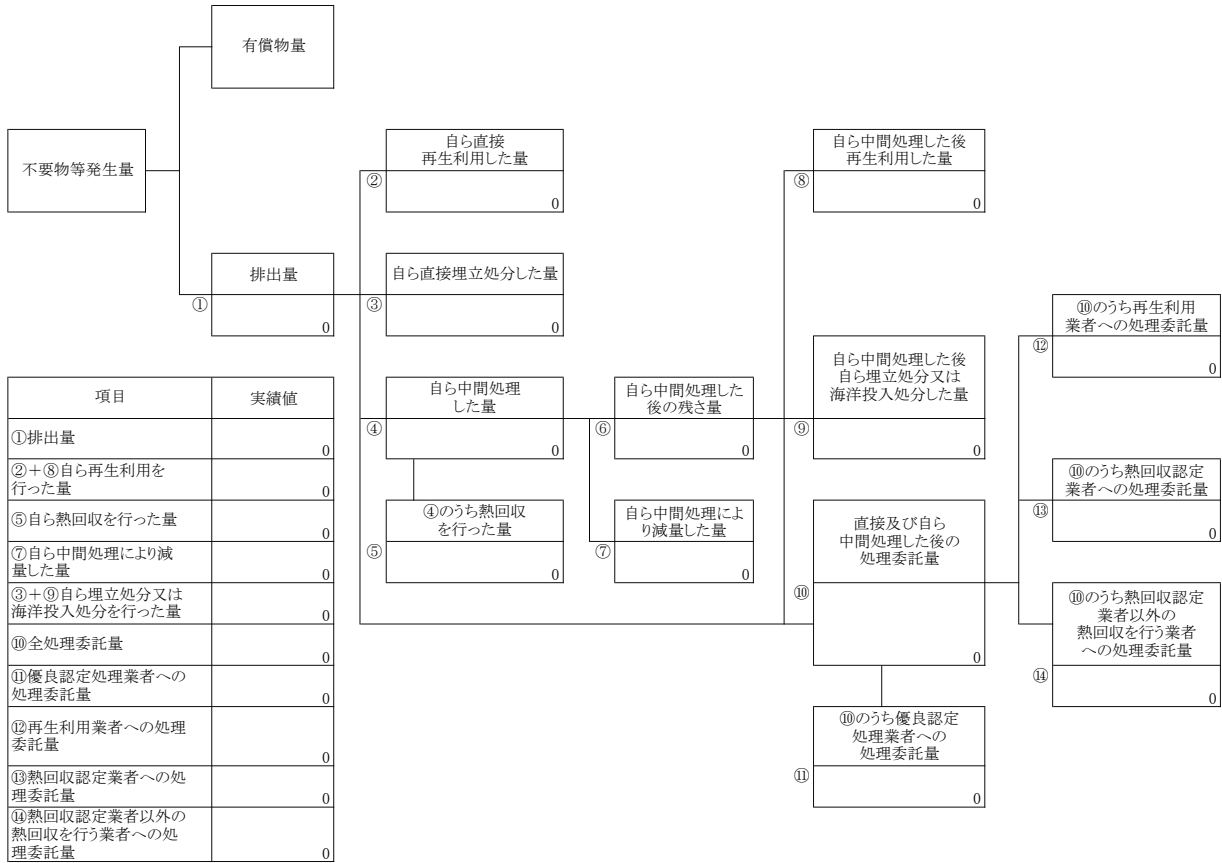 有償物量
不要物等発生量
自ら直接
再生利用した量
②
0
自ら中間処理した後
再生利用した量
⑧
0
排出量
①
0
自ら直接埋立処分した量
③
0
⑩のうち再生利用
業者への処理委託量
⑫
0
自ら中間処理
した量
④
0
自ら中間処理した
後の残さ量
⑥
0
自ら中間処理した後
自ら埋立処分又は
海洋投入処分した量
⑨
0
④のうち熱回収
を行った量
⑤
0
自ら中間処理によ
り減量した量
⑦
0
直接及び自ら
中間処理した後の
処理委託量
⑩
0
⑩のうち熱回収認定
業者への処理委託量
⑬
0
⑩のうち熱回収認定
業者以外の
熱回収を行う業者
への処理委託量
⑭
0
⑩のうち優良認定
処理業者への
処理委託量
⑪
0
項目 実績値
①排出量
0
②+⑧自ら再生利用を
行った量
0
⑤自ら熱回収を行った量
0
⑦自ら中間処理により減
量した量
0
③+⑨自ら埋立処分又は
海洋投入処分を行った量
0
⑩全処理委託量
0
⑪優良認定処理業者への
処理委託量
0
⑫再生利用業者への処理
委託量
0
⑬熱回収認定業者への処
理委託量
0
⑭熱回収認定業者以外の
熱回収を行う業者への処
理委託量
0